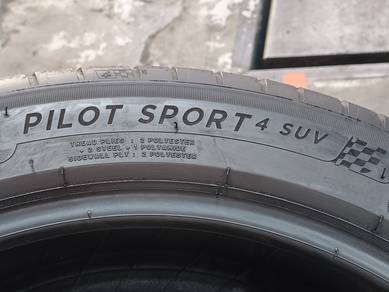 PILOT SPORT 4 SUV
TREAD PLIES : 2 POLYESTER
+ 2 STEEL + 1 POLYAMIDE
SIDEWALL PLY : 2 POLYESTER